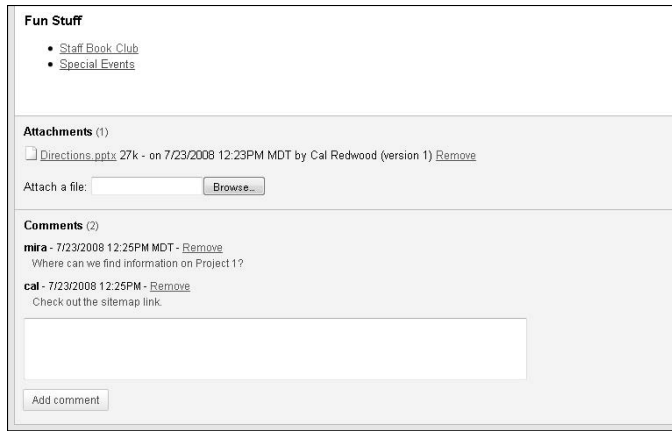 Fun Stuff
Staff Book Club
Special Events
Attachments (1)
Directions.pptx 27k - on 7/23/2008 12:23PM MDT by Cal Redwood (version 1) Remove
Attach a file: Browse...
Comments (2)
mira - 7/23/2008 12:25PM MDT - Remove
Where can we find information on Project 1?
cal - 7/23/2008 12:25PM - Remove
Check out the sitemap link.
Add comment